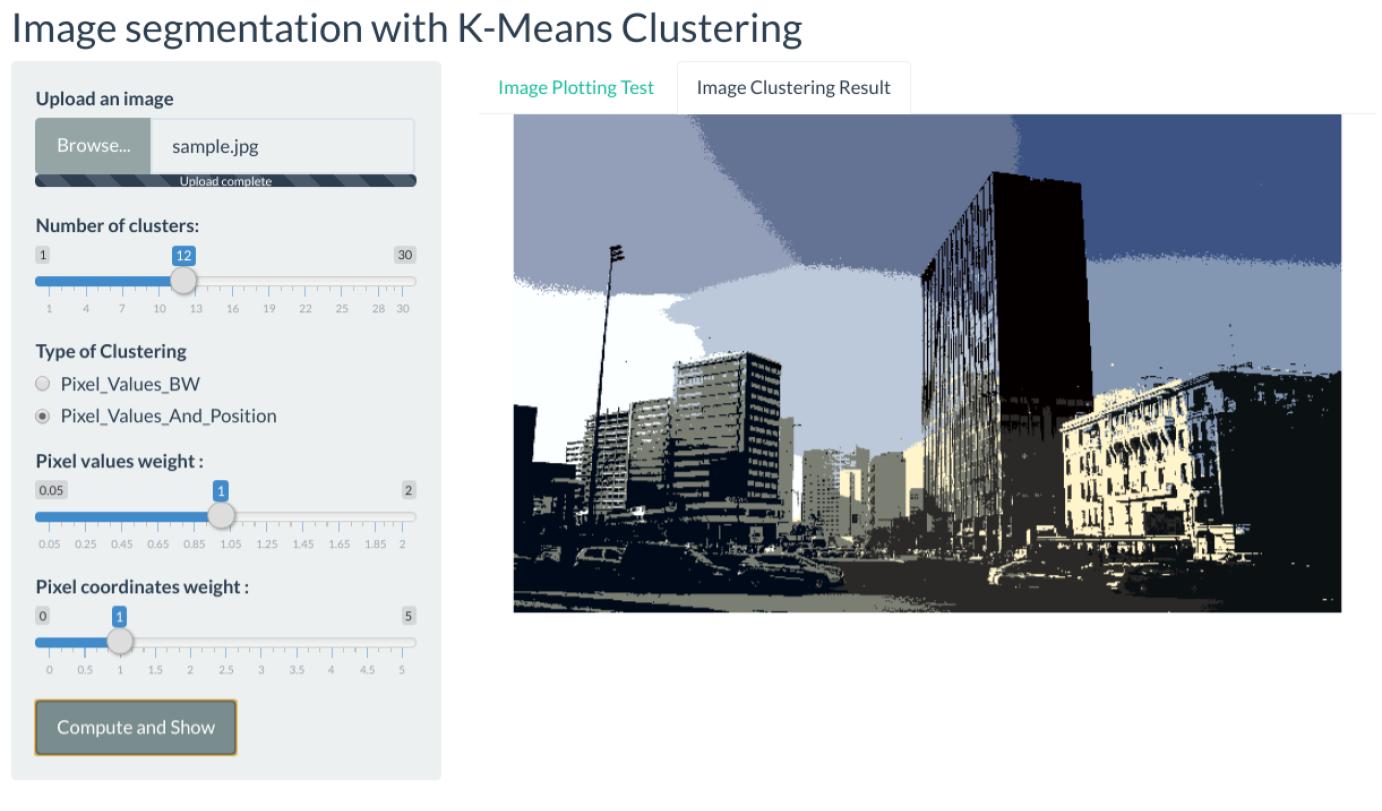 Image segmentation with K-Means Clustering
Upload an image
Browse... sample.jpg
Upload complete
Number of clusters:
1 12 30
1 4 7 10 13 16 19 22 25 28 30
Type of Clustering
Pixel_Values_BW
Pixel_Values_And_Position
Pixel values weight :
0.05 1 2
0.05 0.25 0.45 0.65 0.85 1.05 1.25 1.45 1.65 1.85 2
Pixel coordinates weight :
0 1 5
0 0.5 1 1.5 2 2.5 3 3.5 4 4.5 5
Compute and Show
Image Plotting Test Image Clustering Result